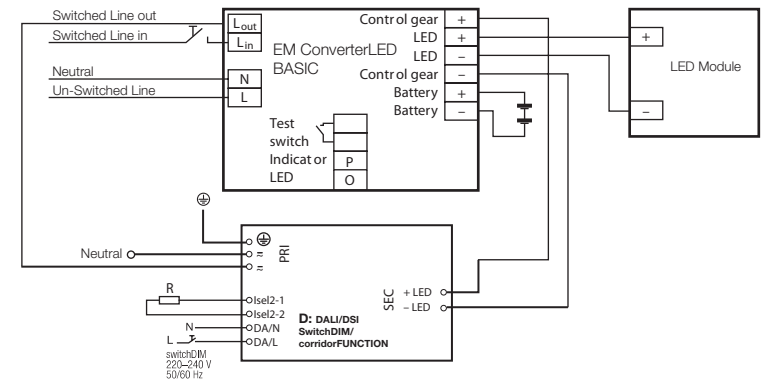 Switched Line out
Switched Line in
Neutral
Un-Switched Line
Lout
Lin
N
L
EM ConverterLED
BASIC
Control gear +
LED +
LED –
Control gear –
Battery +
Battery –
Test
switch
Indicator
LED
P
O
+
–
LED Module
Neutral
≂
≂
PRI
R
Isel2-1
Isel2-2
N
DA/N
L
DA/L
switchDIM
220–240 V
50/60 Hz
D: DALI/DSI
SwitchDIM/
corridorFUNCTION
SEC
+ LED
– LED